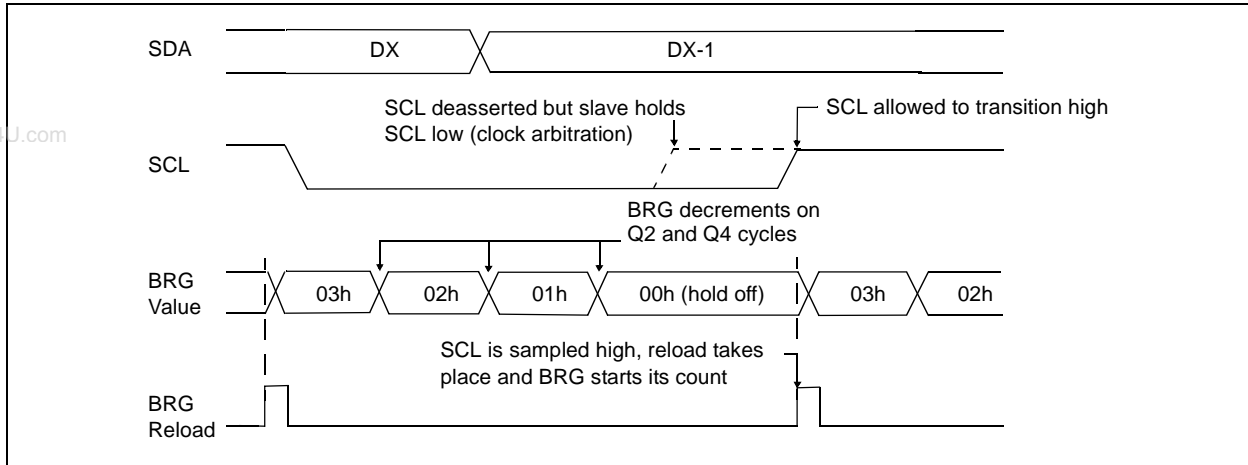 SDA
DX
DX-1
SCL deasserted but slave holds
SCL low (clock arbitration)
SCL allowed to transition high
U.com
SCL
BRG decrements on
Q2 and Q4 cycles
BRG
Value
03h
02h
01h
00h (hold off)
03h
02h
SCL is sampled high, reload takes
place and BRG starts its count
BRG
Reload